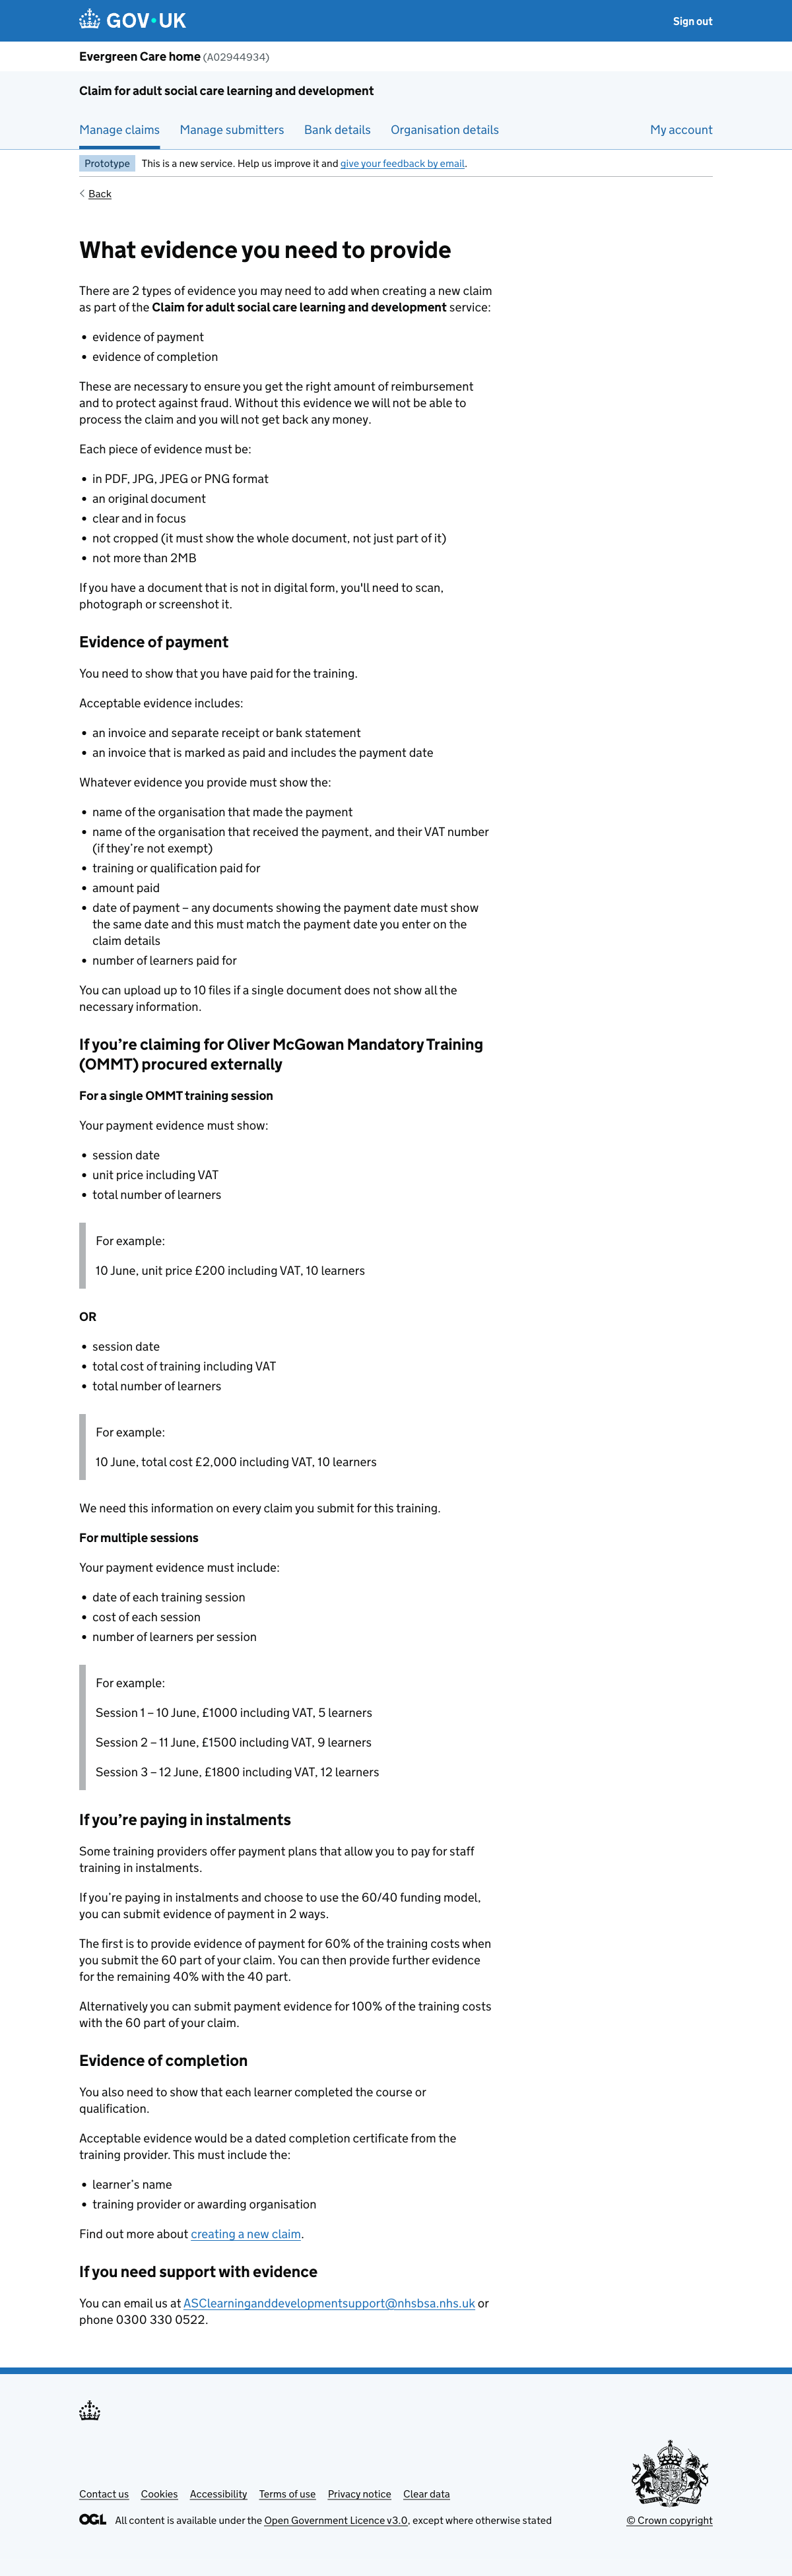 GOV·UK
Sign out
Evergreen Care home (A02944934)
Claim for adult social care learning and development
Manage claims
Manage submitters
Bank details
Organisation details
My account
Prototype
This is a new service. Help us improve it and give your feedback by email.
Back
What evidence you need to provide
There are 2 types of evidence you may need to add when creating a new claim
as part of the Claim for adult social care learning and development service:
• evidence of payment
• evidence of completion
These are necessary to ensure you get the right amount of reimbursement
and to protect against fraud. Without this evidence we will not be able to
process the claim and you will not get back any money.
Each piece of evidence must be:
• in PDF, JPG, JPEG or PNG format
• an original document
• clear and in focus
• not cropped (it must show the whole document, not just part of it)
• not more than 2MB
If you have a document that is not in digital form, you'll need to scan,
photograph or screenshot it.
Evidence of payment
You need to show that you have paid for the training.
Acceptable evidence includes:
• an invoice and separate receipt or bank statement
• an invoice that is marked as paid and includes the payment date
Whatever evidence you provide must show the:
• name of the organisation that made the payment
• name of the organisation that received the payment, and their VAT number
(if they’re not exempt)
• training or qualification paid for
• amount paid
• date of payment – any documents showing the payment date must show
the same date and this must match the payment date you enter on the
claim details
• number of learners paid for
You can upload up to 10 files if a single document does not show all the
necessary information.
If you’re claiming for Oliver McGowan Mandatory Training
(OMMT) procured externally
For a single OMMT training session
Your payment evidence must show:
• session date
• unit price including VAT
• total number of learners
For example:
10 June, unit price £200 including VAT, 10 learners
OR
• session date
• total cost of training including VAT
• total number of learners
For example:
10 June, total cost £2,000 including VAT, 10 learners
We need this information on every claim you submit for this training.
For multiple sessions
Your payment evidence must include:
• date of each training session
• cost of each session
• number of learners per session
For example:
Session 1 – 10 June, £1000 including VAT, 5 learners
Session 2 – 11 June, £1500 including VAT, 9 learners
Session 3 – 12 June, £1800 including VAT, 12 learners
If you’re paying in instalments
Some training providers offer payment plans that allow you to pay for staff
training in instalments.
If you’re paying in instalments and choose to use the 60/40 funding model,
you can submit evidence of payment in 2 ways.
The first is to provide evidence of payment for 60% of the training costs when
you submit the 60 part of your claim. You can then provide further evidence
for the remaining 40% with the 40 part.
Alternatively you can submit payment evidence for 100% of the training costs
with the 60 part of your claim.
Evidence of completion
You also need to show that each learner completed the course or
qualification.
Acceptable evidence would be a dated completion certificate from the
training provider. This must include the:
• learner’s name
• training provider or awarding organisation
Find out more about creating a new claim.
If you need support with evidence
You can email us at ASClearninganddevelopmentsupport@nhsbsa.nhs.uk or
phone 0300 330 0522.
Contact us
Cookies
Accessibility
Terms of use
Privacy notice
Clear data
OGL
All content is available under the Open Government Licence v3.0, except where otherwise stated
© Crown copyright